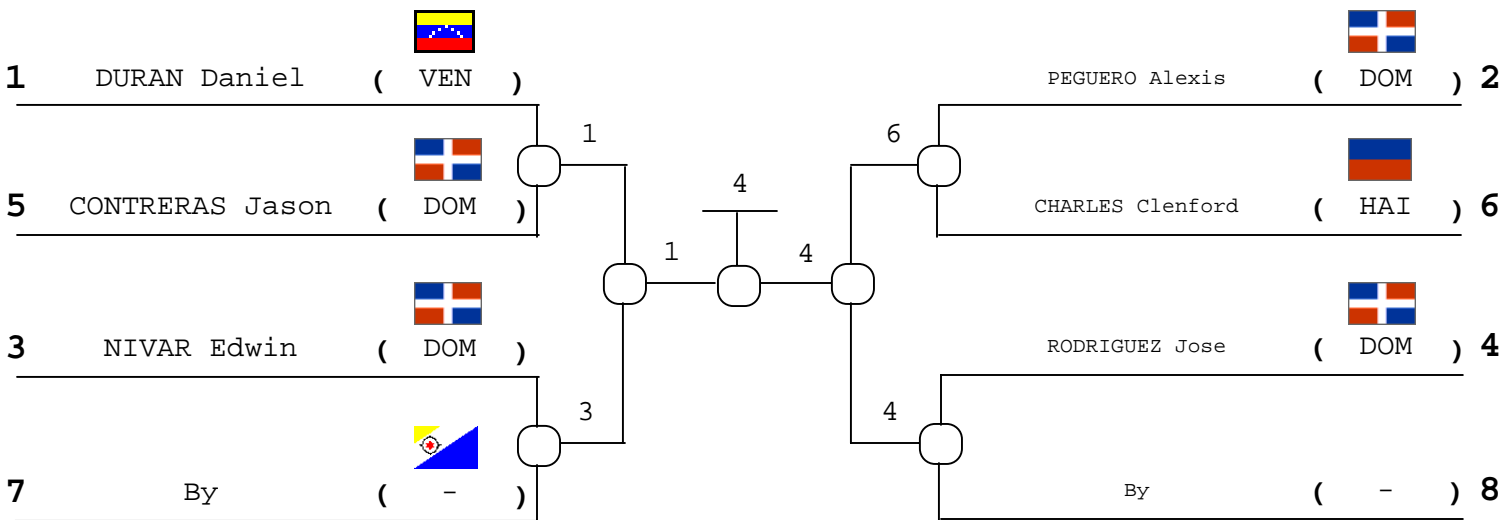 1 DURAN Daniel ( VEN )
PEGUERO Alexis ( DOM ) 2
1
6
5 CONTRERAS Jason ( DOM )
4
CHARLES Clenford ( HAI ) 6
1
4
3 NIVAR Edwin ( DOM )
RODRIGUEZ Jose ( DOM ) 4
3
4
7 By ( - )
By ( - ) 8